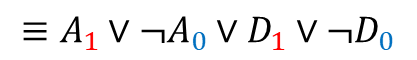 ≡ A₁ ∨ ¬A₀ ∨ D₁ ∨ ¬D₀